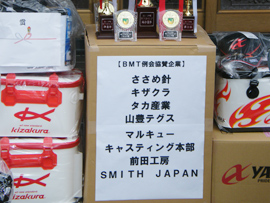 【BMT例会協賛企業】
ささめ針
キザクラ
タカ産業
山豊テグス
マルキュー
キャスティング本部
前田工房
SMITH JAPAN
kizakura
kizakura
YA